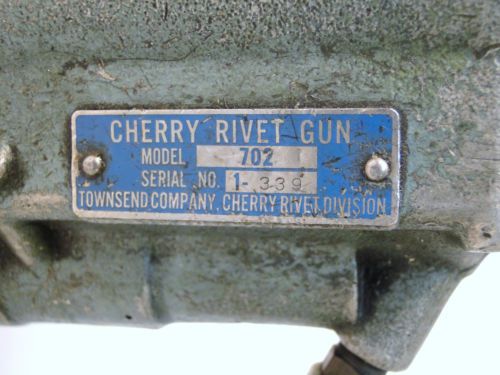 CHERRY RIVET GUN
MODEL 702
SERIAL NO. 1-339
TOWNSEND COMPANY. CHERRY RIVET DIVISION